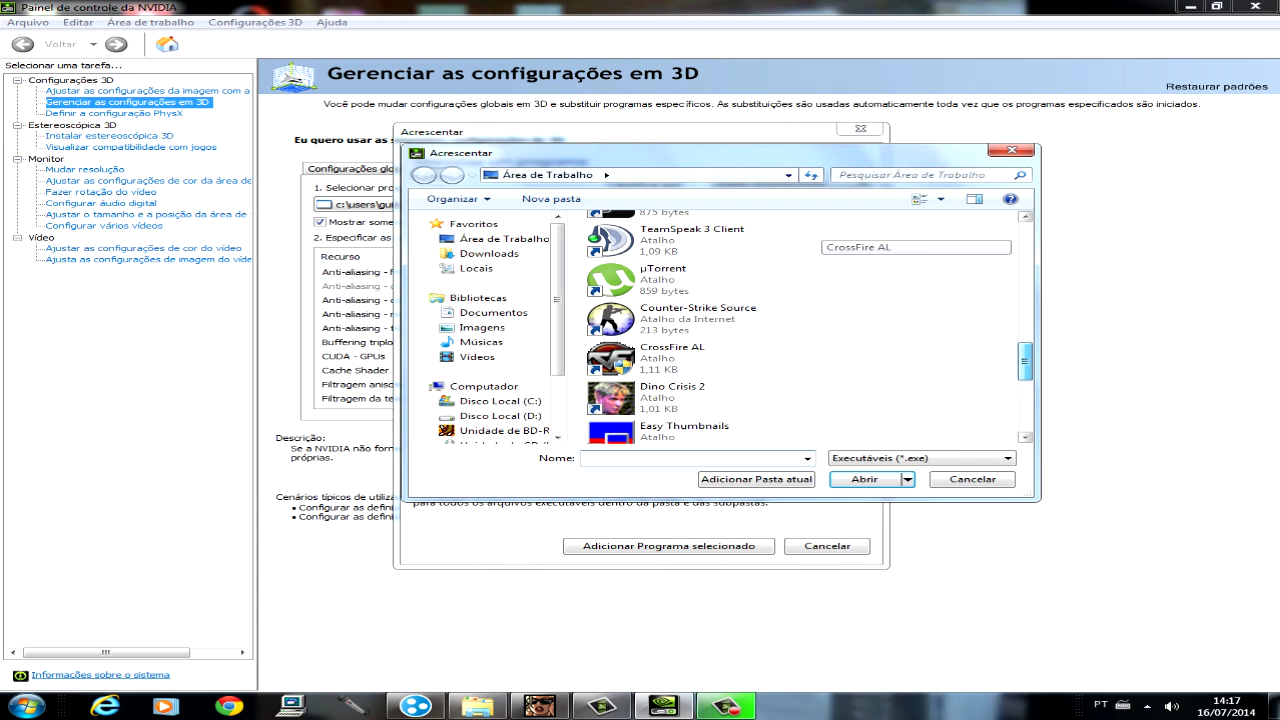 Painel de controle da NVIDIA
Arquivo Editar Área de trabalho Configurações 3D Ajuda
Voltar
Selecionar uma tarefa...
Configurações 3D
Ajustar as configurações da imagem com a
Gerenciar as configurações em 3D
Definir a configuração PhysX
Estereoscópica 3D
Instalar estereoscópica 3D
Visualizar compatibilidade com jogos
Monitor
Mudar resolução
Ajustar as configurações de cor da área de
Fazer rotação do vídeo
Configurar áudio digital
Ajustar o tamanho e a posição da área de
Configurar vários vídeos
Vídeo
Ajustar as configurações de cor do vídeo
Ajusta as configurações de imagem do víde
Informações sobre o sistema
Gerenciar as configurações em 3D
Restaurar padrões
Você pode mudar configurações globais em 3D e substituir programas específicos. As substituições são usadas automaticamente toda vez que os programas especificados são iniciados.
Eu quero usar as
Configurações glo
1. Selecionar pro
c:\users\gui
Mostrar some
2. Especificar as
Recurso
Anti-aliasing -
Anti-aliasing -
Anti-aliasing -
Anti-aliasing -
Anti-aliasing -
Buffering triplo
CUDA - GPUs
Cache Shader
Filtragem aniso
Filtragem da te
Descrição:
Se a NVIDIA não forn
próprias.
Cenários típicos de utiliza
• Configurar as defini
• Configurar as defini
Acrescentar
Acrescentar
Área de Trabalho
Pesquisar Área de Trabalho
Organizar Nova pasta
Favoritos
Área de Trabalho
Downloads
Locais
Bibliotecas
Documentos
Imagens
Músicas
Vídeos
Computador
Disco Local (C:)
Disco Local (D:)
Unidade de BD-R
875 bytes
TeamSpeak 3 Client
Atalho
1,09 KB
µTorrent
Atalho
859 bytes
Counter-Strike Source
Atalho da Internet
213 bytes
CrossFire AL
Atalho
1,11 KB
Dino Crisis 2
Atalho
1,01 KB
Easy Thumbnails
Atalho
CrossFire AL
Nome: Executáveis (*.exe)
Adicionar Pasta atual Abrir Cancelar
para todos os arquivos executáveis dentro da pasta e das subpastas.
Adicionar Programa selecionado Cancelar
PT
14:17
16/07/2014